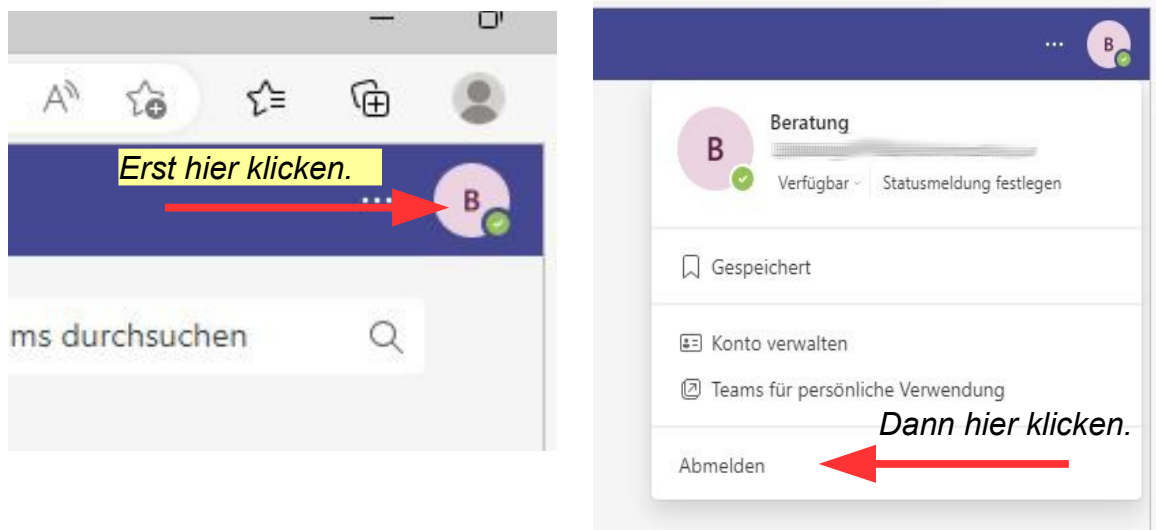 Erst hier klicken.
B
ms durchsuchen
B
B
Beratung
Verfügbar
Statusmeldung festlegen
Gespeichert
Konto verwalten
Teams für persönliche Verwendung
Dann hier klicken.
Abmelden